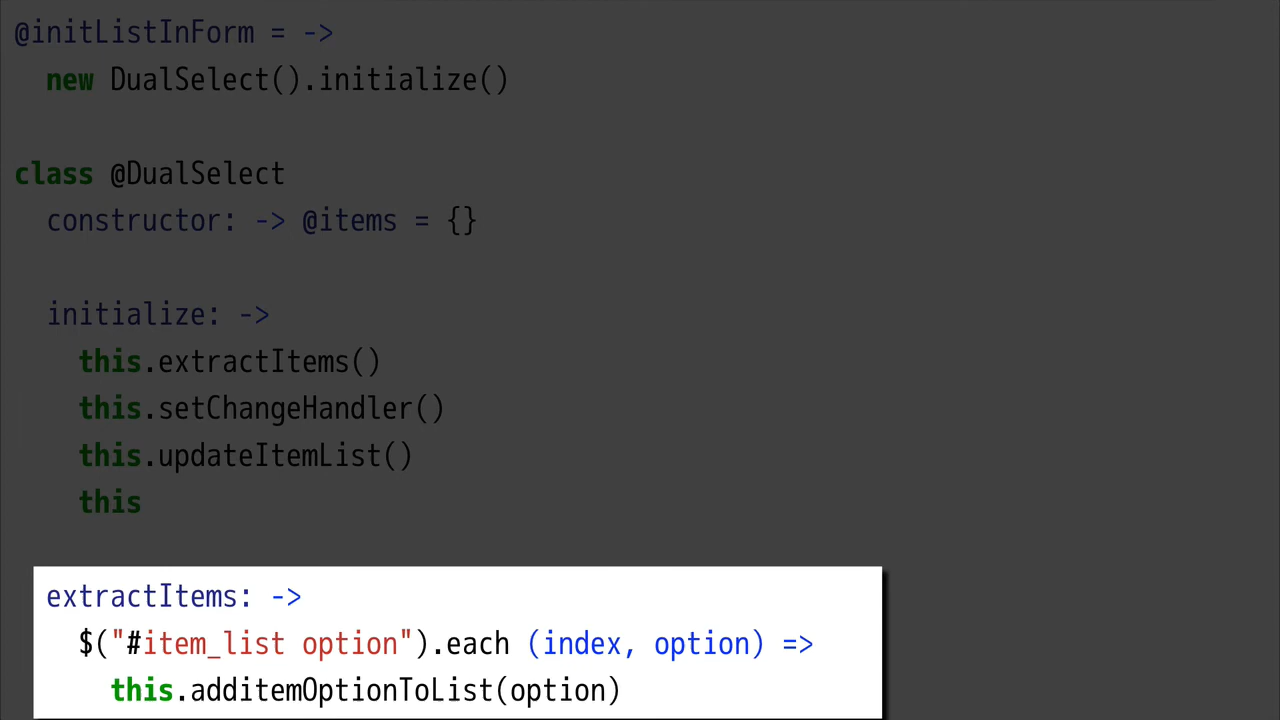 @initListInForm = ->
new DualSelect().initialize()
class @DualSelect
constructor: -> @items = {}
initialize: ->
this.extractItems()
this.setChangeHandler()
this.updateItemList()
this
extractItems: ->
$("#item_list option").each (index, option) =>
this.additemOptionToList(option)